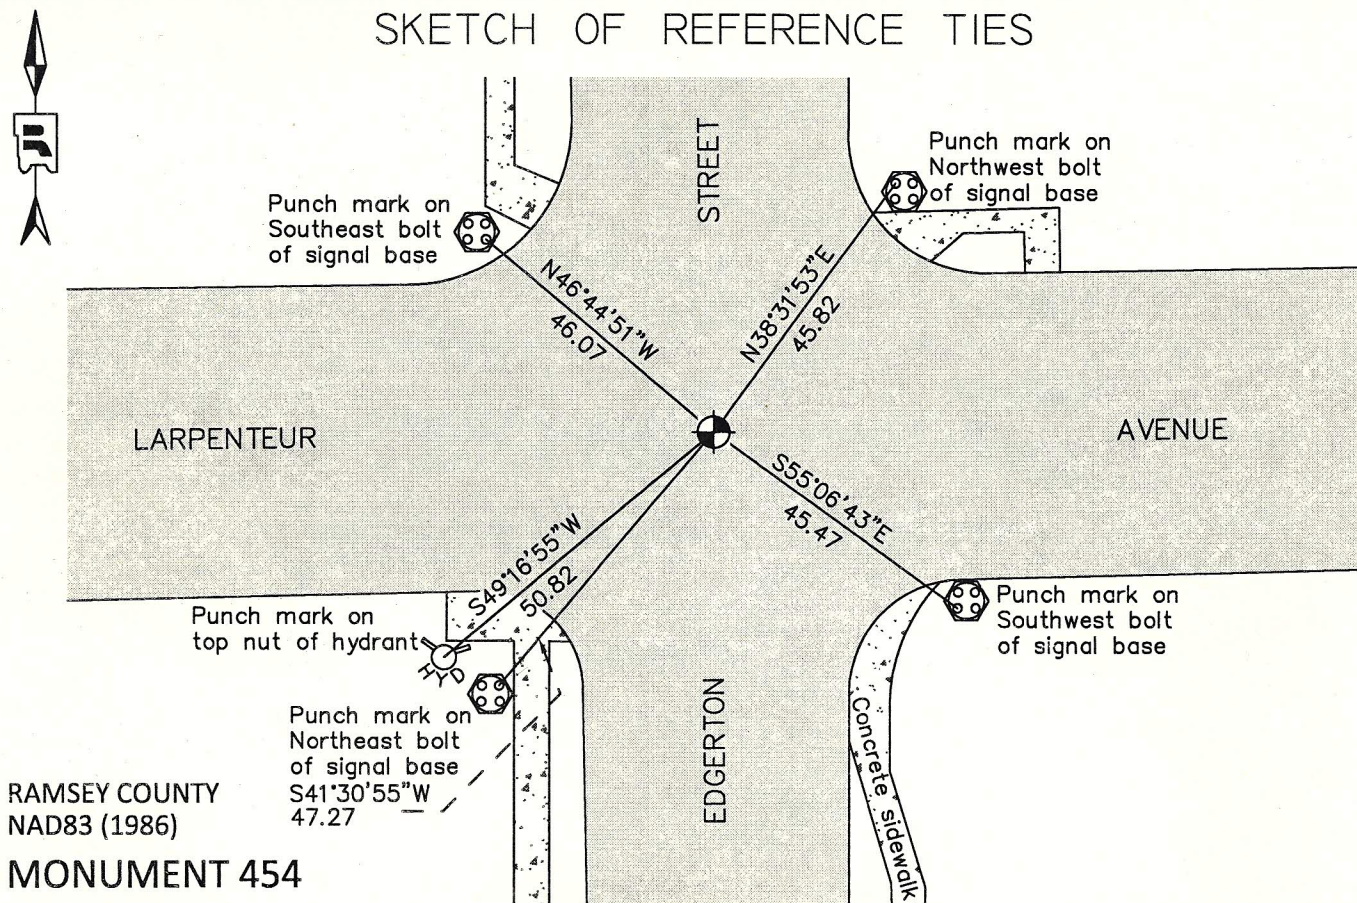 SKETCH OF REFERENCE TIES
R
STREET
Punch mark on
Northwest bolt
of signal base
Punch mark on
Southeast bolt
of signal base
N46°44'51"W
46.07
N38°31'53"E
45.82
LARPENTEUR
AVENUE
S55°06'43"E
45.47
S49°16'55"W
50.82
Punch mark on
top nut of hydrant
HYD
Punch mark on
Southwest bolt
of signal base
Punch mark on
Northeast bolt
of signal base
S41°30'55"W
47.27
EDGERTON
Concrete sidewalk
RAMSEY COUNTY
NAD83 (1986)
MONUMENT 454